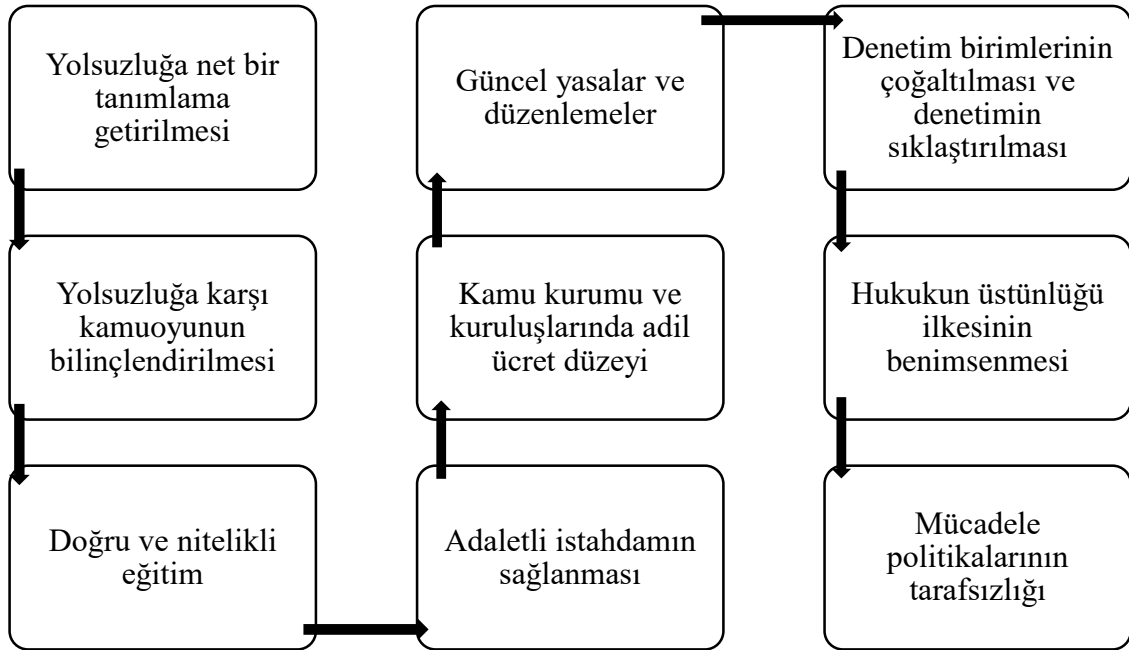 Yolsuzluğa net bir
tanımlama
getirilmesi
Yolsuzluğa karşı
kamuoyunun
bilinçlendirilmesi
Doğru ve nitelikli
eğitim
Adaletli istahdamın
sağlanması
Kamu kurumu ve
kuruluşlarında adil
ücret düzeyi
Güncel yasalar ve
düzenlemeler
Denetim birimlerinin
çoğaltılması ve
denetimin
sıklaştırılması
Hukukun üstünlüğü
ilkesinin
benimsenmesi
Mücadele
politikalarının
tarafsızlığı